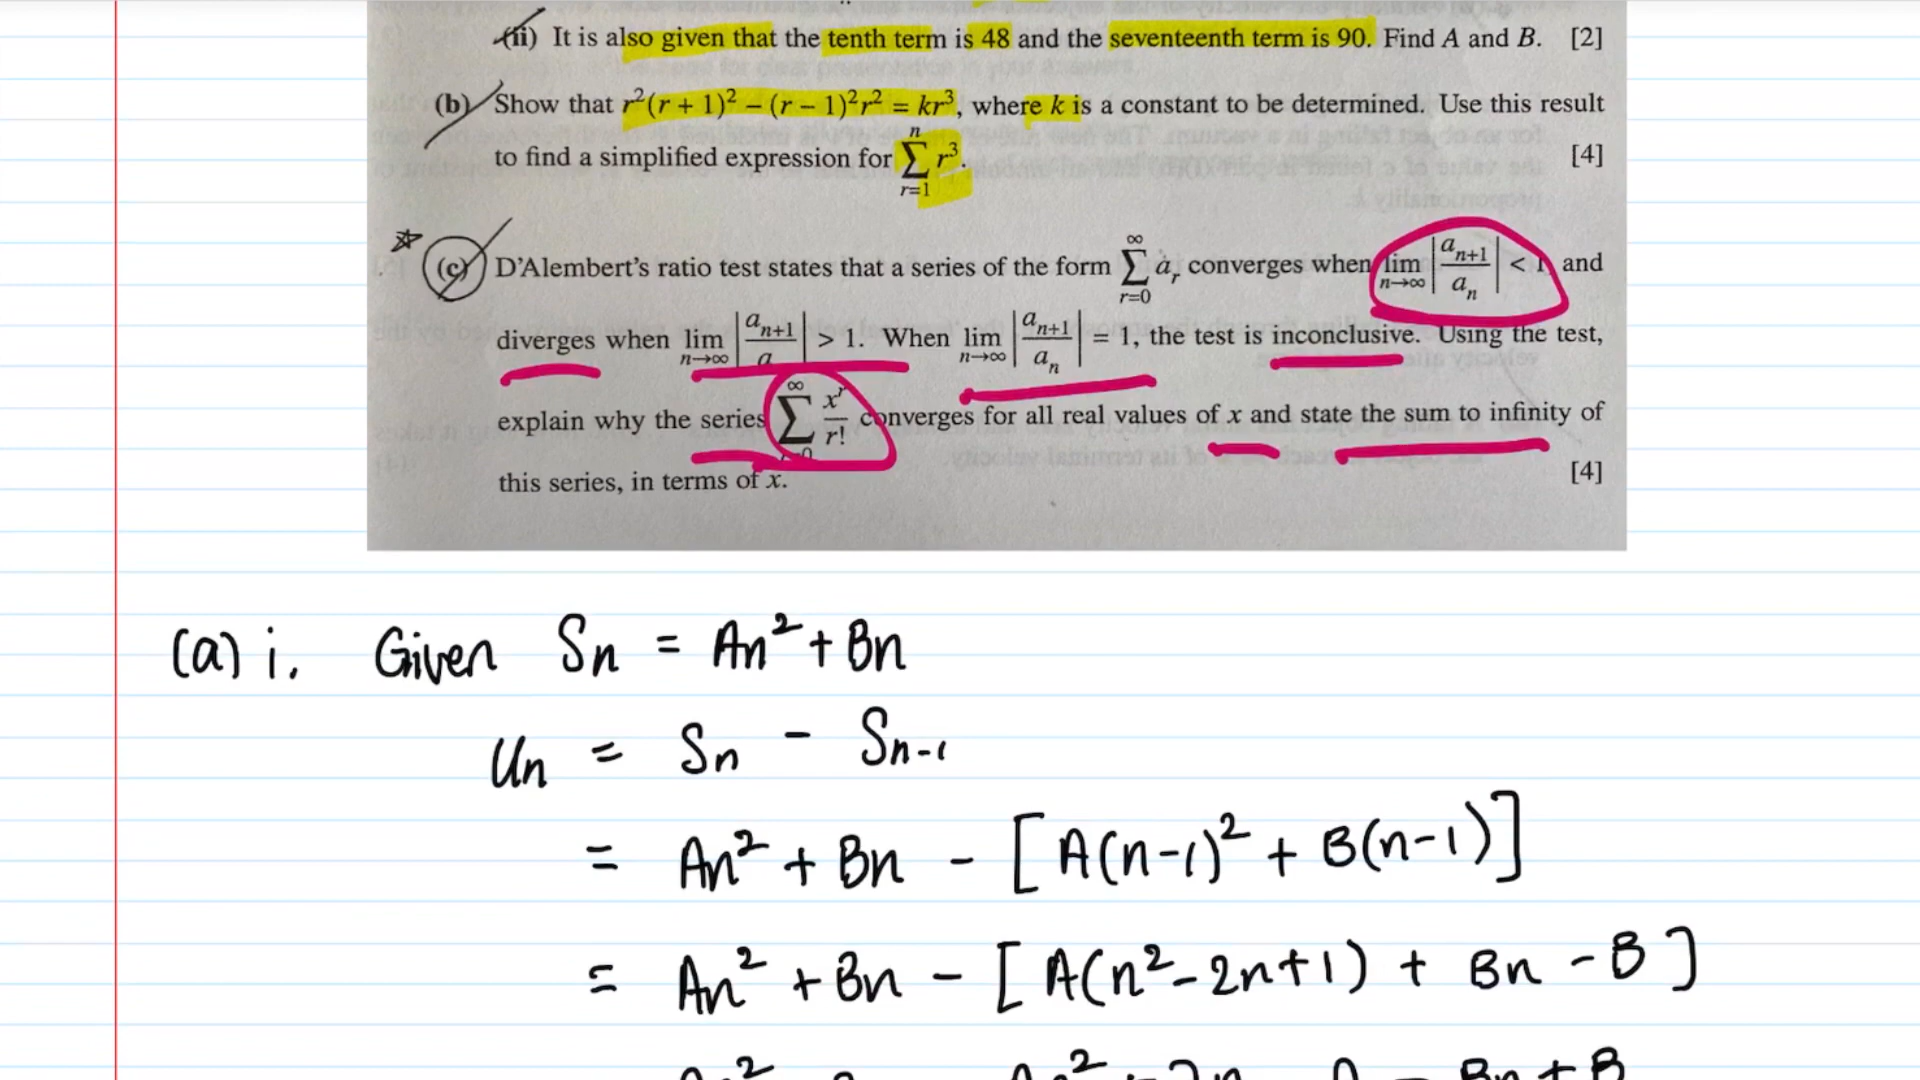 (ii) It is also given that the tenth term is 48 and the seventeenth term is 90. Find A and B. [2]
(b) Show that r²(r + 1)² – (r – 1)²r² = kr³, where k is a constant to be determined. Use this result
to find a simplified expression for ∑_{r=1}^{n} r³. [4]
(c) D'Alembert's ratio test states that a series of the form ∑_{r=0}^{∞} a_r converges when lim_{n→∞} |a_{n+1}/a_n| < 1, and
diverges when lim_{n→∞} |a_{n+1}/a| > 1. When lim_{n→∞} |a_{n+1}/a_n| = 1, the test is inconclusive. Using the test,
explain why the series ∑_{=0}^{∞} x^r/r! converges for all real values of x and state the sum to infinity of
this series, in terms of x. [4]
(a) i. Given Sn = An² + Bn
Un = Sn - Sn-1
= An² + Bn - [A(n-1)² + B(n-1)]
= An² + Bn - [A(n²-2n+1) + Bn - B]